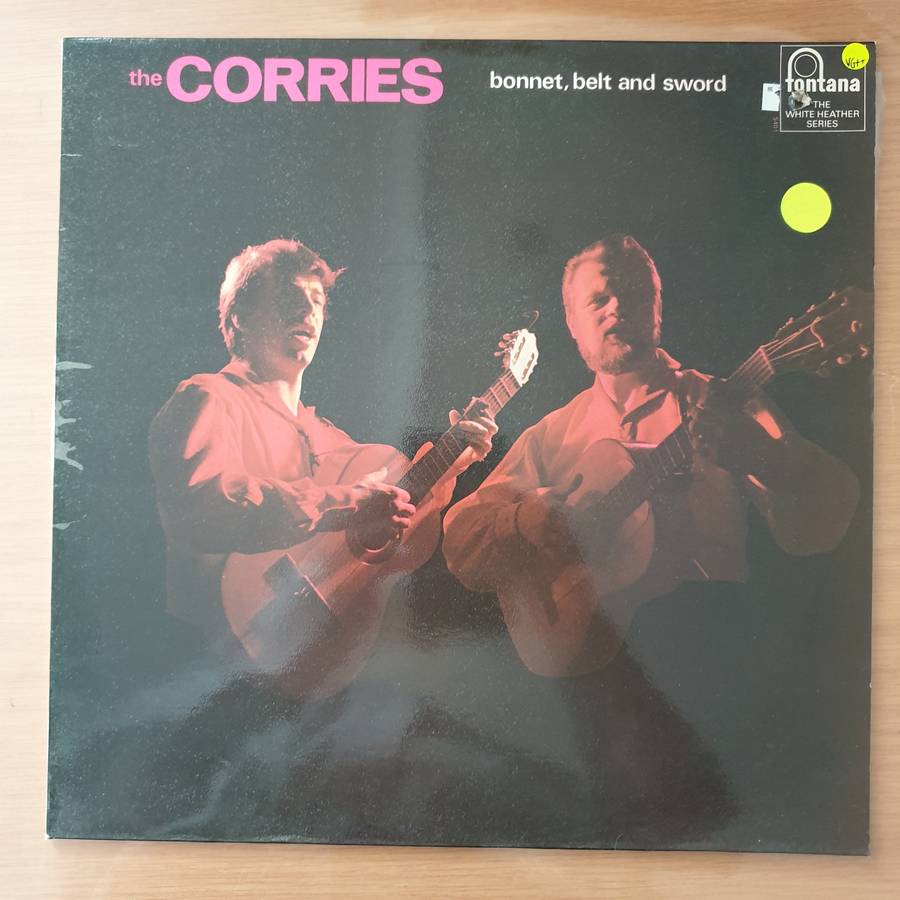 the CORRIES
bonnet, belt and sword
VG++
fontana
THE
WHITE HEATHER
SERIES